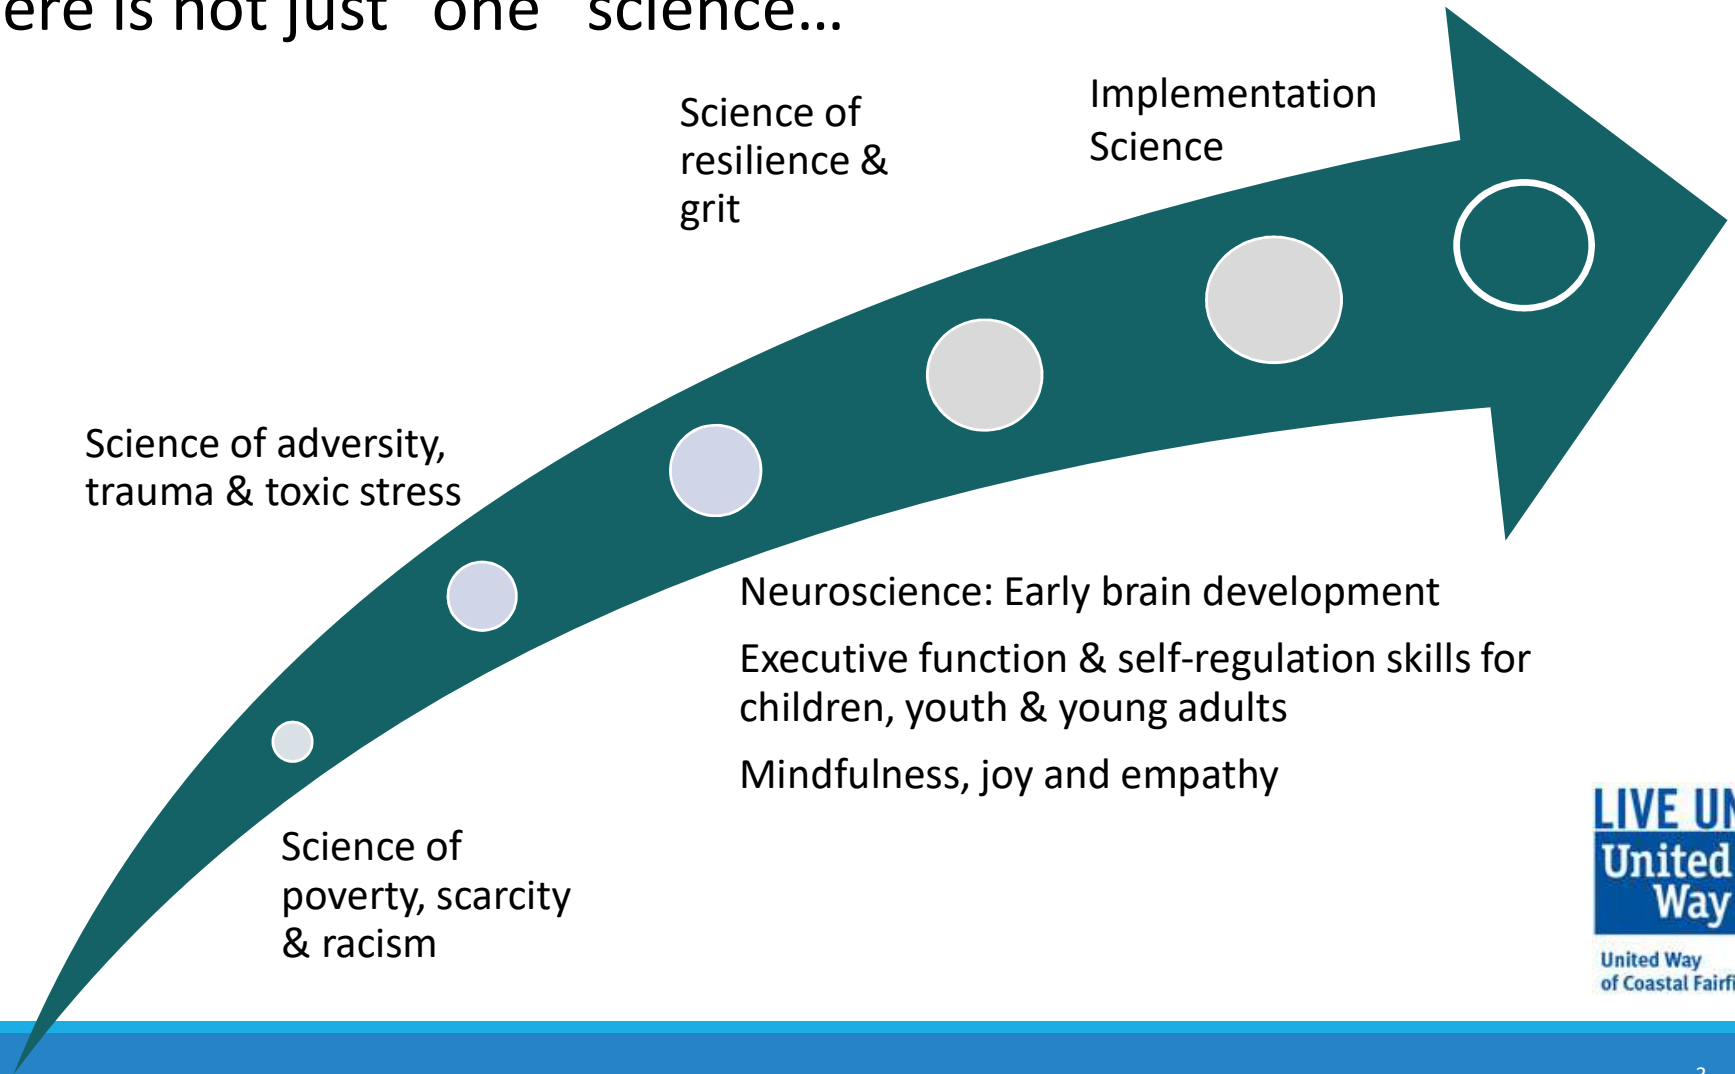 ere is not just "one" science…
Science of
resilience &
grit
Implementation
Science
Science of adversity,
trauma & toxic stress
Neuroscience: Early brain development
Executive function & self-regulation skills for
children, youth & young adults
Mindfulness, joy and empathy
Science of
poverty, scarcity
& racism
LIVE UN
United
Way
United Way
of Coastal Fairfi